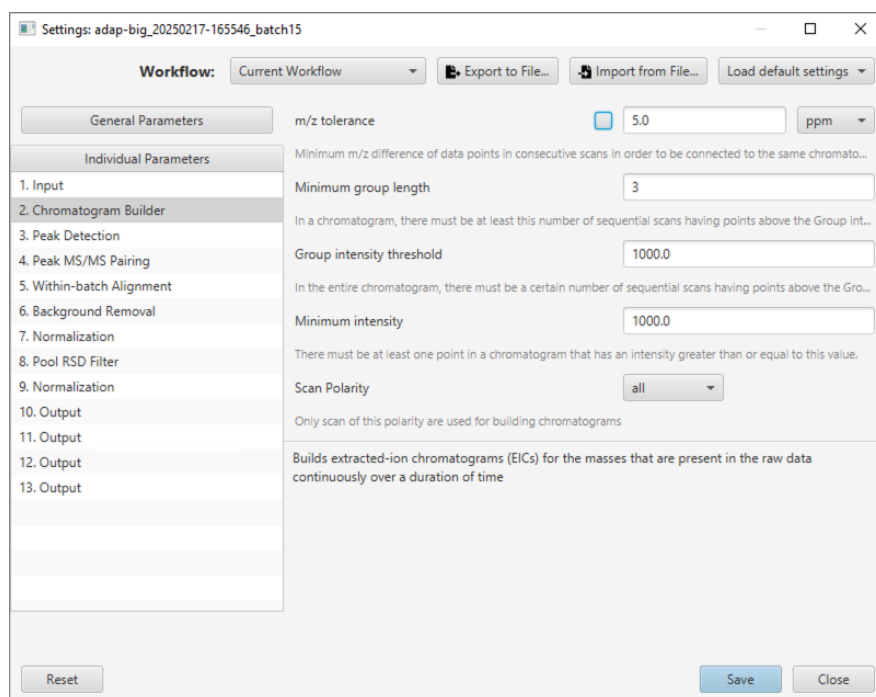 Settings: adap-big_20250217-165546_batch15
Workflow: Current Workflow Export to File... Import from File... Load default settings
General Parameters
Individual Parameters
1. Input
2. Chromatogram Builder
3. Peak Detection
4. Peak MS/MS Pairing
5. Within-batch Alignment
6. Background Removal
7. Normalization
8. Pool RSD Filter
9. Normalization
10. Output
11. Output
12. Output
13. Output
m/z tolerance 5.0 ppm
Minimum m/z difference of data points in consecutive scans in order to be connected to the same chromato...
Minimum group length 3
In a chromatogram, there must be at least this number of sequential scans having points above the Group int...
Group intensity threshold 1000.0
In the entire chromatogram, there must be a certain number of sequential scans having points above the Gro...
Minimum intensity 1000.0
There must be at least one point in a chromatogram that has an intensity greater than or equal to this value.
Scan Polarity all
Only scan of this polarity are used for building chromatograms
Builds extracted-ion chromatograms (EICs) for the masses that are present in the raw data
continuously over a duration of time
Reset Save Close